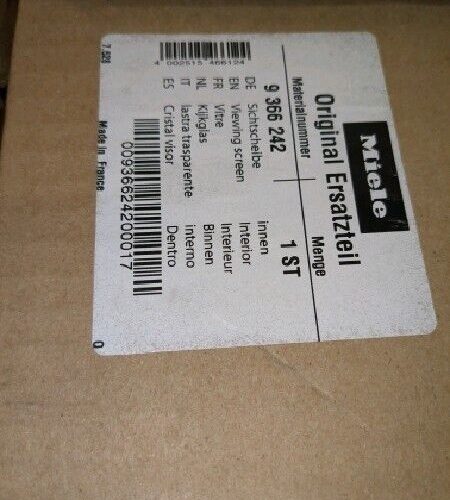 Miele
Original Ersatzteil
Materialnummer Menge
9 366 242 1 ST
DE Sichtscheibe innen
EN Viewing screen Interior
FR Vitre Interieur
NL Kijkglas Binnen
IT lastra trasparente interno
ES Cristal visor Dentro
4 002515 466124
00936624200017
Made in France
0